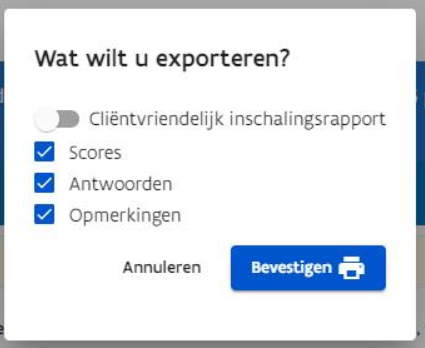 Wat wilt u exporteren?
Cliëntvriendelijk inschalingsrapport
Scores
Antwoorden
Opmerkingen
Annuleren Bevestigen